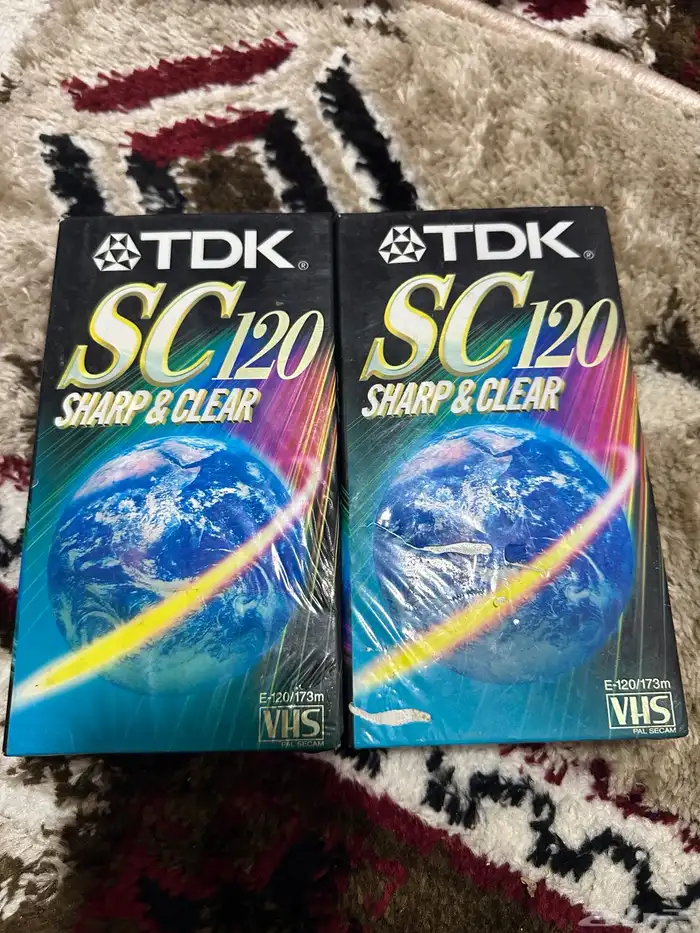 TDK®
SC120
SHARP & CLEAR
E-120/173m
VHS
PAL SECAM
TDK®
SC120
SHARP & CLEAR
E-120/173m
VHS
PAL SECAM